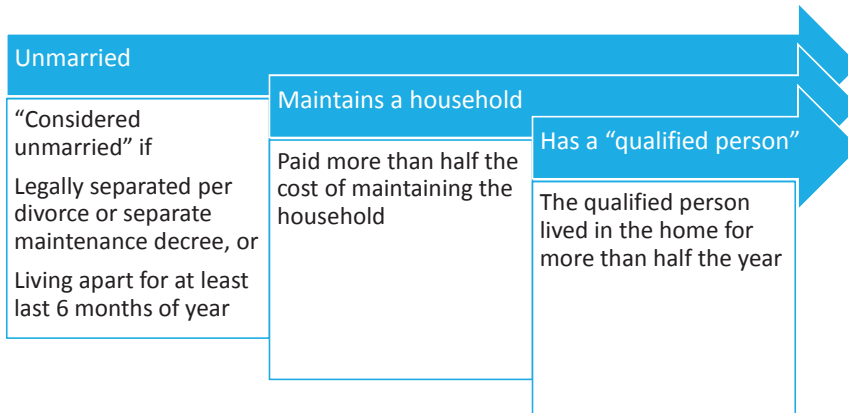 Unmarried
“Considered
unmarried” if
Legally separated per
divorce or separate
maintenance decree, or
Living apart for at least
last 6 months of year
Maintains a household
Paid more than half the
cost of maintaining the
household
Has a “qualified person”
The qualified person
lived in the home for
more than half the year